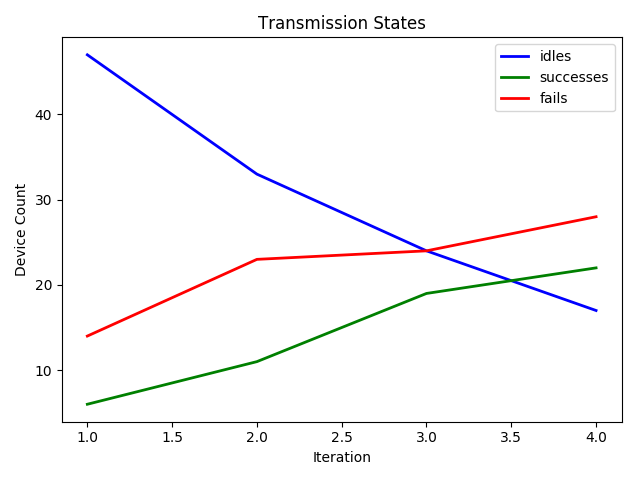 Transmission States
idles
successes
fails
Device Count
40
30
20
10
1.0 1.5 2.0 2.5 3.0 3.5 4.0
Iteration